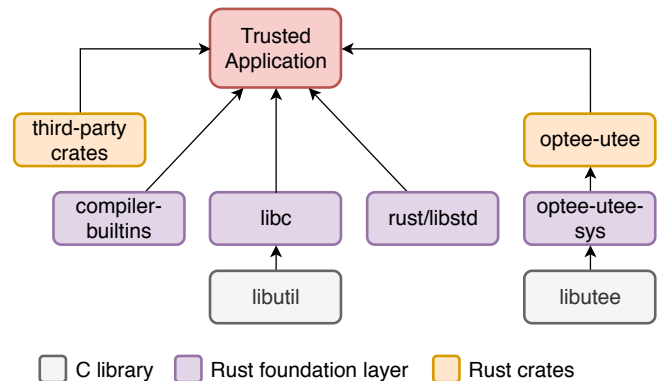 Trusted
Application
third-party
crates
optee-utee
compiler-
builtins
libc
rust/libstd
optee-utee-
sys
libutil
libutee
C library
Rust foundation layer
Rust crates